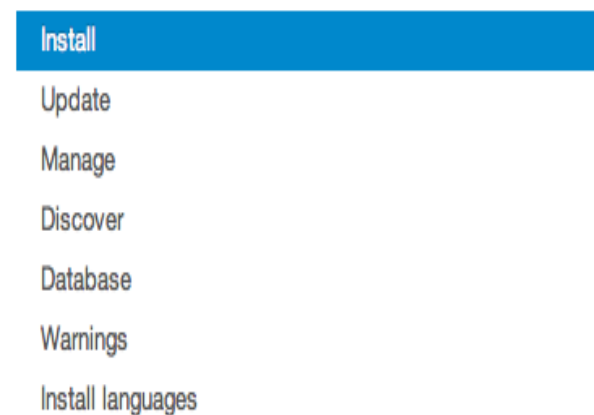 Install
Update
Manage
Discover
Database
Warnings
Install languages